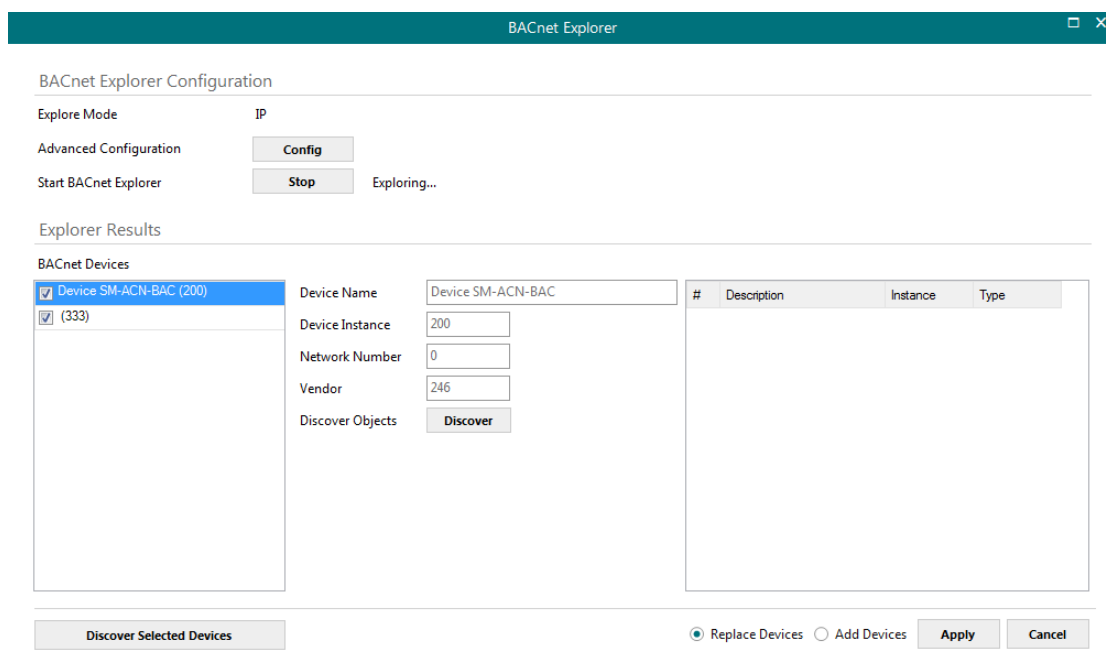 BACnet Explorer
BACnet Explorer Configuration
Explore Mode IP
Advanced Configuration Config
Start BACnet Explorer Stop Exploring...
Explorer Results
BACnet Devices
Device SM-ACN-BAC (200)
(333)
Device Name Device SM-ACN-BAC
Device Instance 200
Network Number 0
Vendor 246
Discover Objects Discover
# Description Instance Type
Discover Selected Devices
Replace Devices Add Devices Apply Cancel